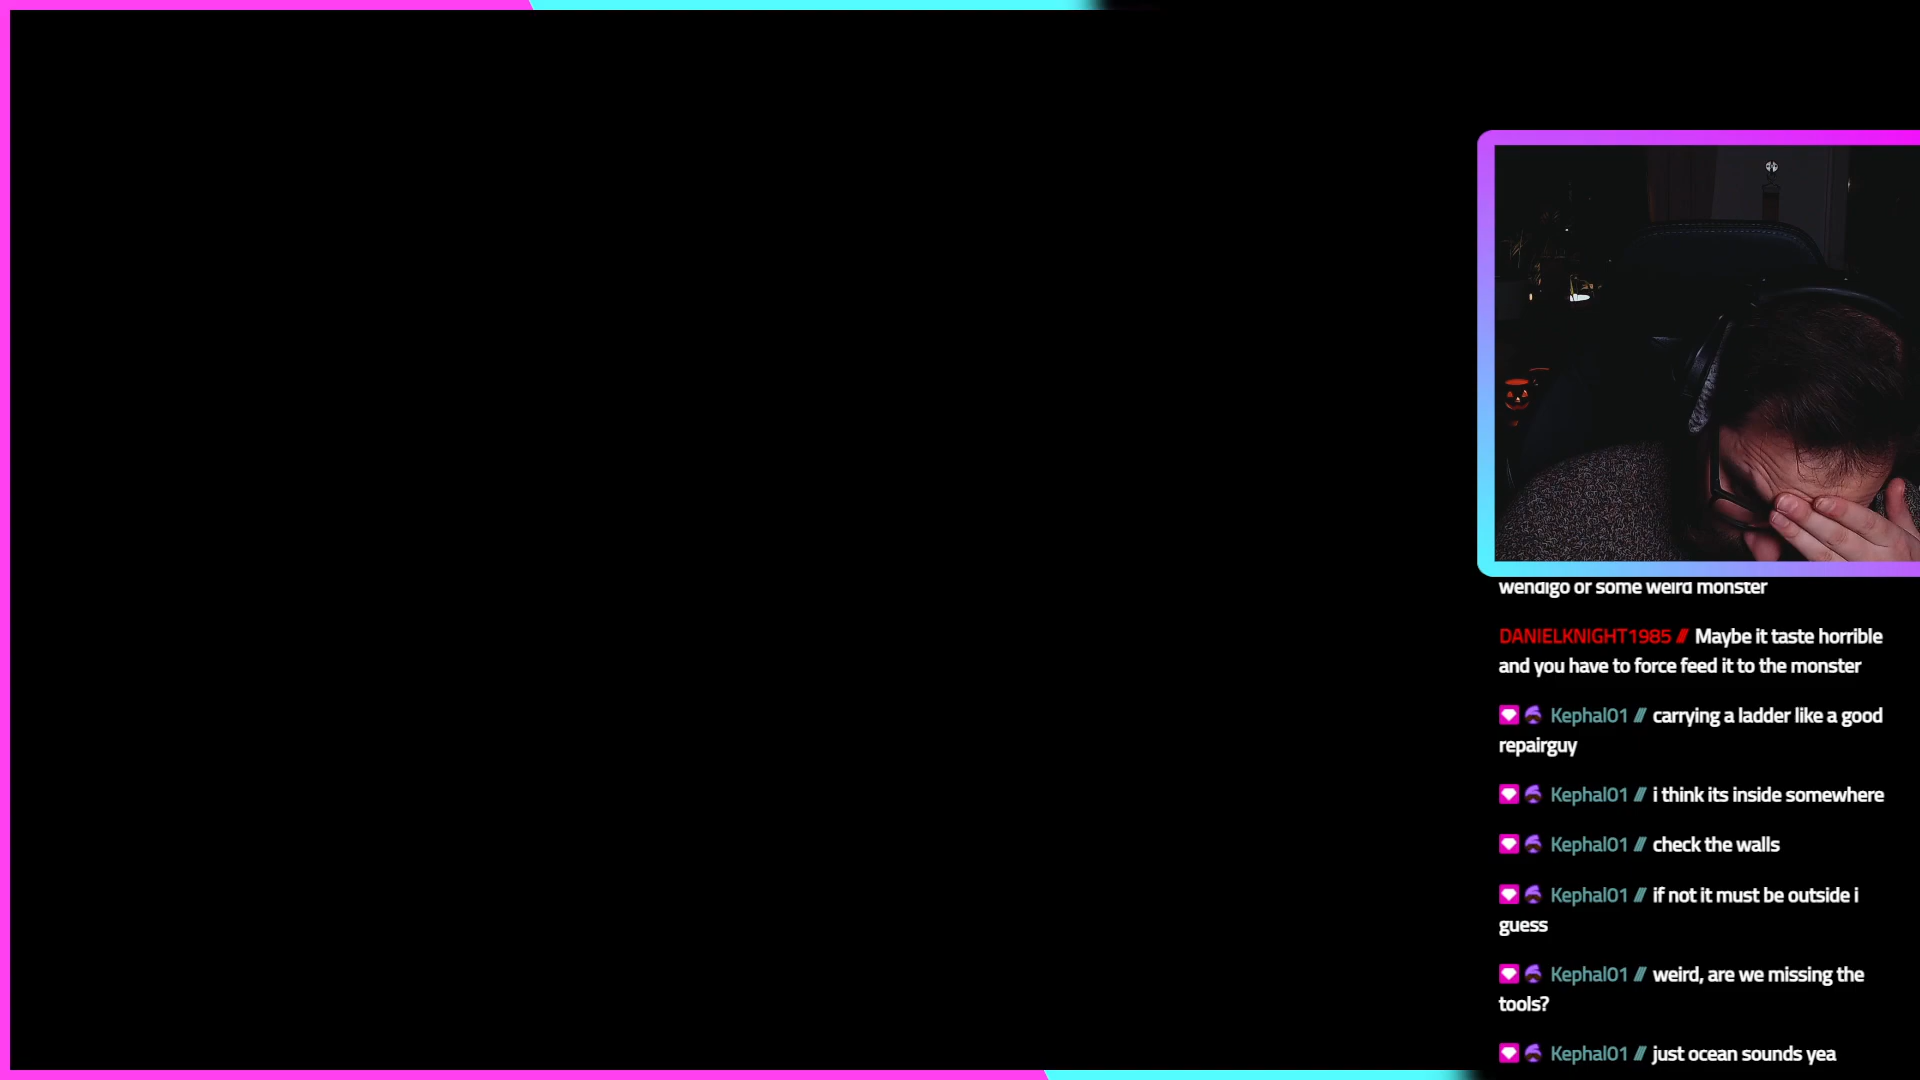 wendigo or some weird monster
DANIELKNIGHT1985 /// Maybe it taste horrible
and you have to force feed it to the monster
Kephal01 /// carrying a ladder like a good
repairguy
Kephal01 /// i think its inside somewhere
Kephal01 /// check the walls
Kephal01 /// if not it must be outside i
guess
Kephal01 /// weird, are we missing the
tools?
Kephal01 /// just ocean sounds yea